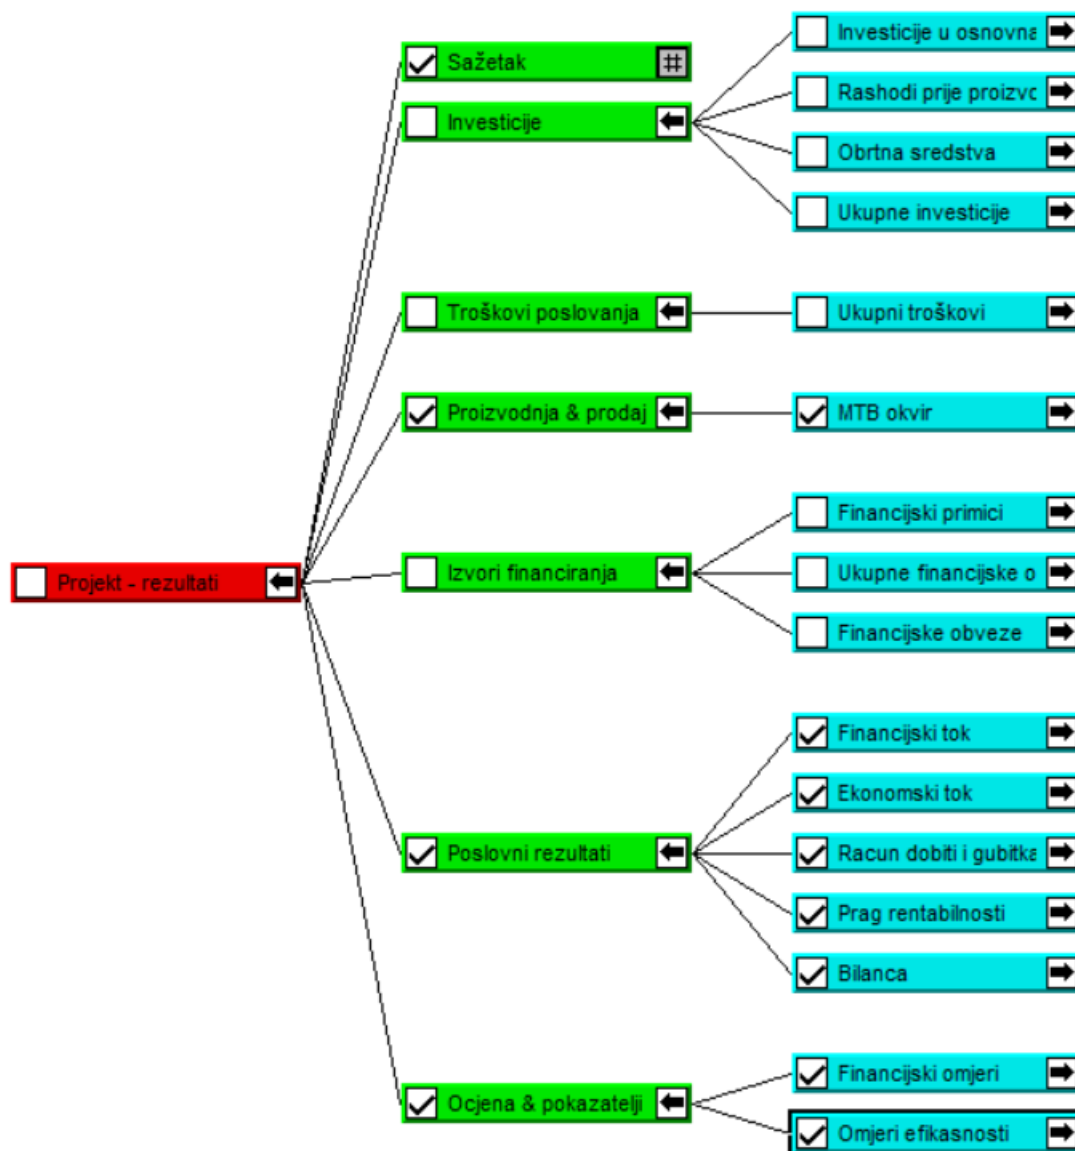 Sažetak
Investicije
Investicije u osnovna
Rashodi prije proizvo
Obrtna sredstva
Ukupne investicije
Troškovi poslovanja
Ukupni troškovi
Proizvodnja & prodaj
MTB okvir
Projekt - rezultati
Izvori financiranja
Financijski primici
Ukupne financijske o
Financijske obveze
Poslovni rezultati
Financijski tok
Ekonomski tok
Racun dobiti i gubitka
Prag rentabilnosti
Bilanca
Ocjena & pokazatelji
Financijski omjeri
Omjeri efikasnosti